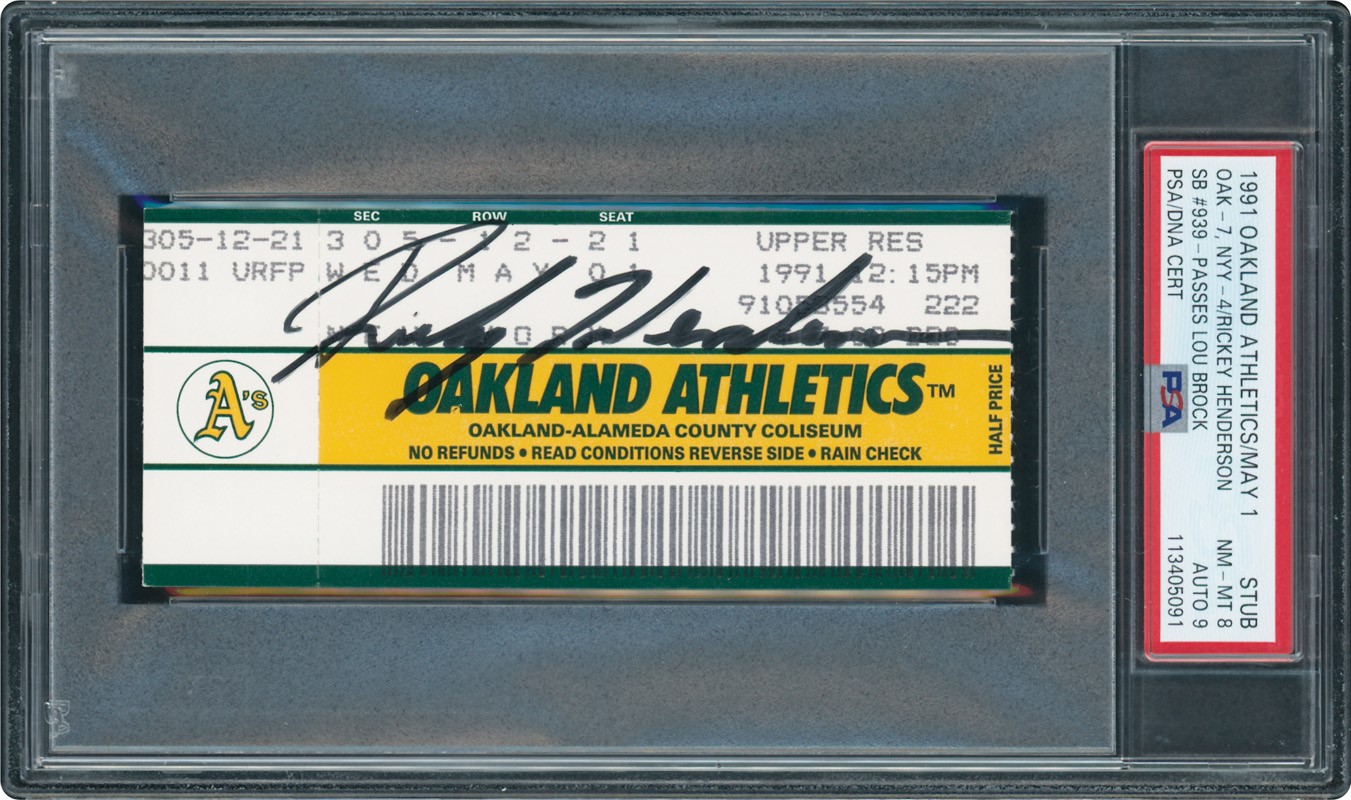 SEC ROW SEAT
305-12-21 305-12-21 UPPER RES
0011 URFP WED MAY 01 1991 12:15PM
222
Rickey Henderson
A's
OAKLAND ATHLETICS™
OAKLAND-ALAMEDA COUNTY COLISEUM
NO REFUNDS • READ CONDITIONS REVERSE SIDE • RAIN CHECK
HALF PRICE
1991 OAKLAND ATHLETICS/MAY 1 STUB
OAK - 7, NYY - 4/RICKEY HENDERSON NM - MT 8
SB #939 - PASSES LOU BROCK AUTO 9
PSA/DNA CERT 113405091
PSA